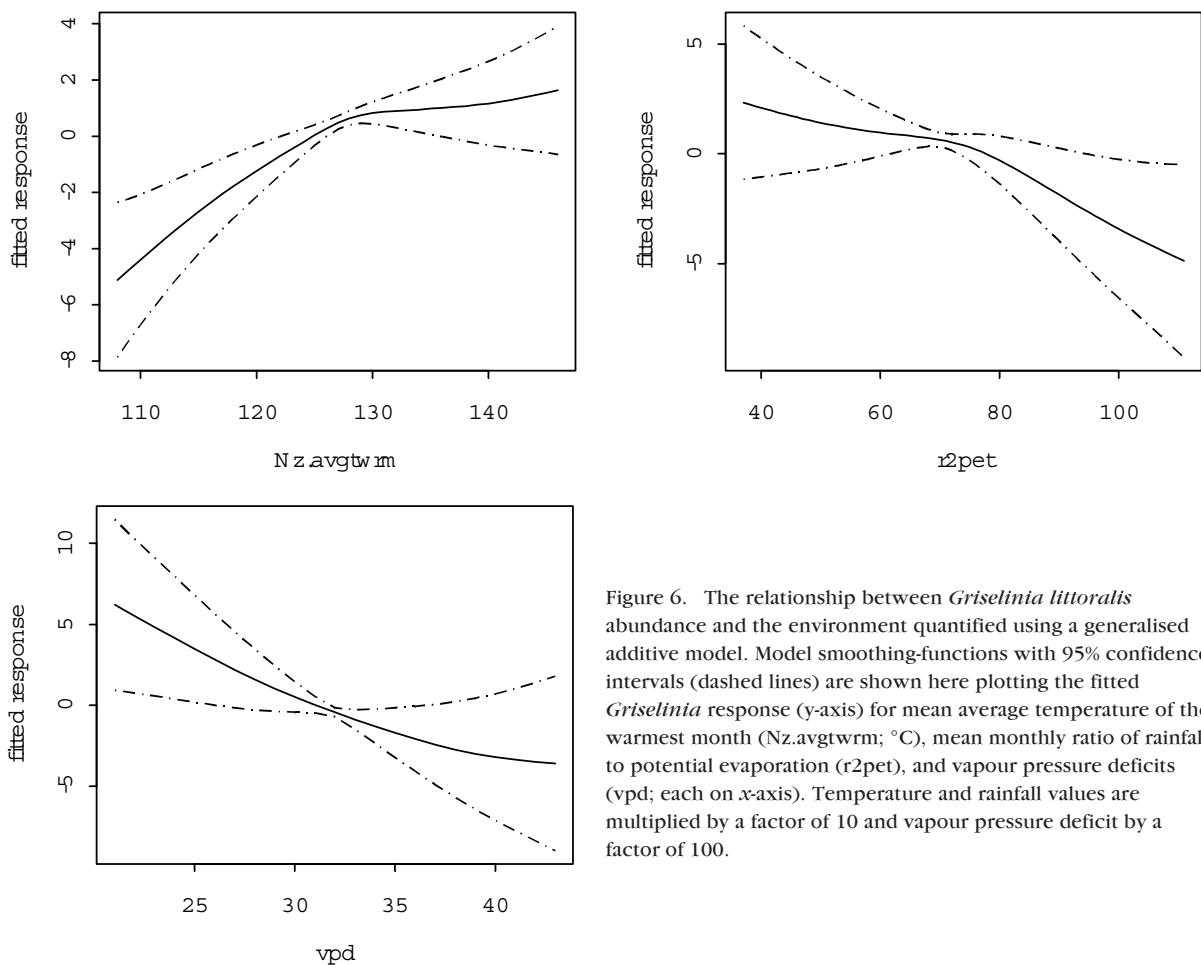 4
2
0
-2
-4
-6
-8
fitted response
110 120 130 140
Nz.avgtwrm
5
0
-5
fitted response
40 60 80 100
r2pet
10
5
0
-5
fitted response
25 30 35 40
vpd
Figure 6. The relationship between Griselinia littoralis
abundance and the environment quantified using a generalised
additive model. Model smoothing-functions with 95% confidence
intervals (dashed lines) are shown here plotting the fitted
Griselinia response (y-axis) for mean average temperature of the
warmest month (Nz.avgtwrm; °C), mean monthly ratio of rainfall
to potential evaporation (r2pet), and vapour pressure deficits
(vpd; each on x-axis). Temperature and rainfall values are
multiplied by a factor of 10 and vapour pressure deficit by a
factor of 100.